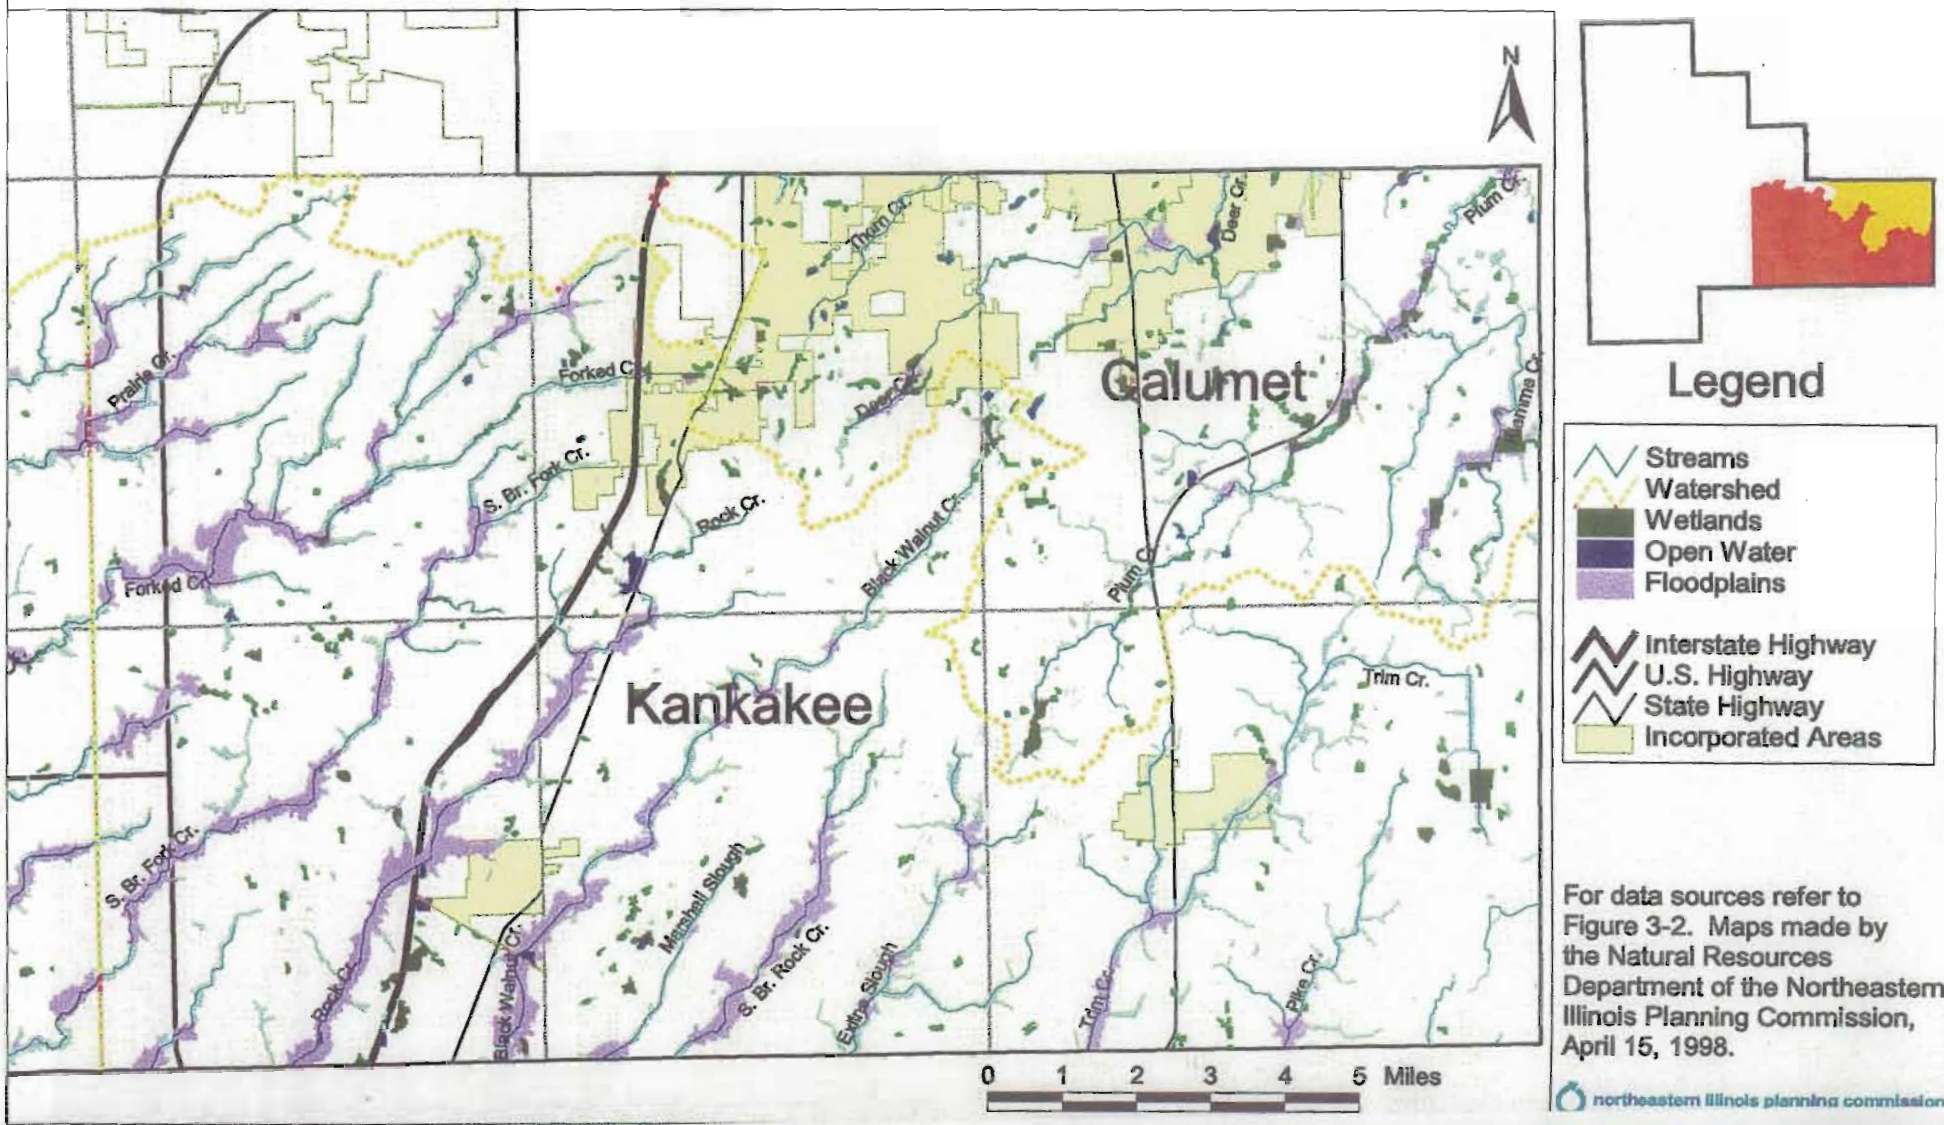 N
Plum Cr.
Thorn Cr.
Deer Cr.
Prairie Cr.
Forked C
Deer Cr.
Calumet
S. Br. Fork Cr.
Rock Cr.
Black Walnut C.
Forked Cr.
Plum Cr.
Kankakee
Trim Cr.
S. Br. Fork Cr.
Marshall Slough
Rock Cr.
Black Walnut Cr.
S. Br. Rock Cr.
Exline Slough
Trim Cr.
Pike Cr.
0 1 2 3 4 5 Miles
Legend
Streams
Watershed
Wetlands
Open Water
Floodplains
Interstate Highway
U.S. Highway
State Highway
Incorporated Areas
For data sources refer to
Figure 3-2. Maps made by
the Natural Resources
Department of the Northeastern
Illinois Planning Commission,
April 15, 1998.
northeastern illinois planning commission